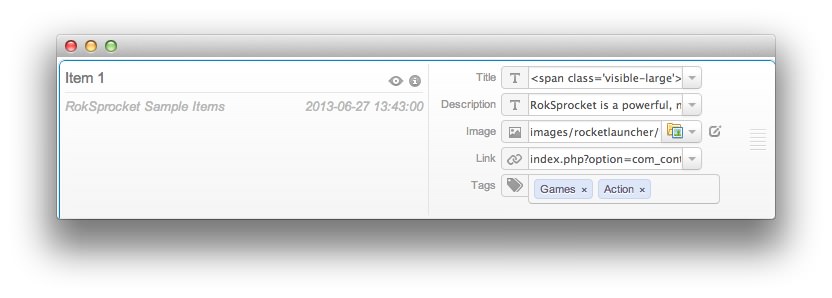 Item 1
RokSprocket Sample Items 2013-06-27 13:43:00
Title T <span class='visible-large'>
Description T RokSprocket is a powerful,
Image images/rocketlauncher/
Link index.php?option=com_cont
Tags Games × Action ×